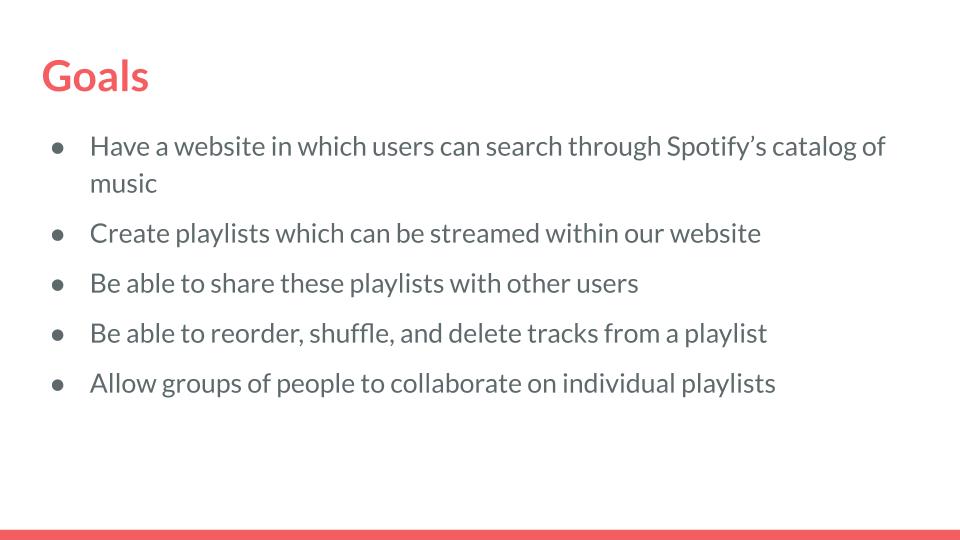 Goals
● Have a website in which users can search through Spotify’s catalog of
music
● Create playlists which can be streamed within our website
● Be able to share these playlists with other users
● Be able to reorder, shuffle, and delete tracks from a playlist
● Allow groups of people to collaborate on individual playlists